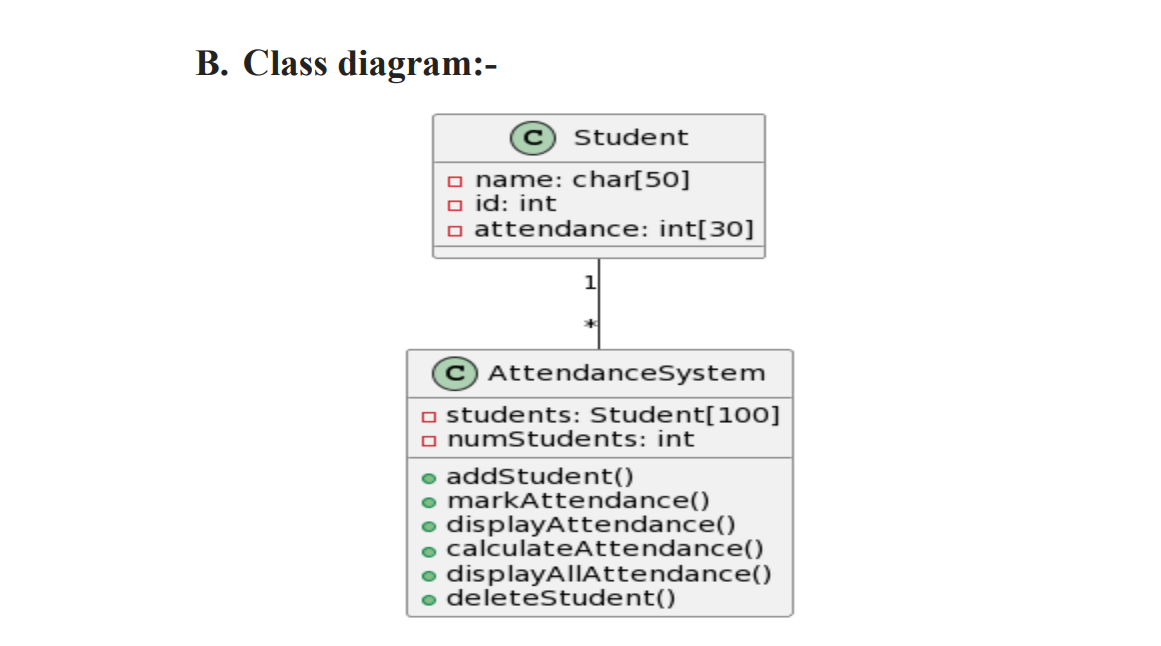 B. Class diagram:-
C Student
name: char[50]
id: int
attendance: int[30]
1
*
C AttendanceSystem
students: Student[100]
numStudents: int
addStudent()
markAttendance()
displayAttendance()
calculateAttendance()
displayAllAttendance()
deleteStudent()